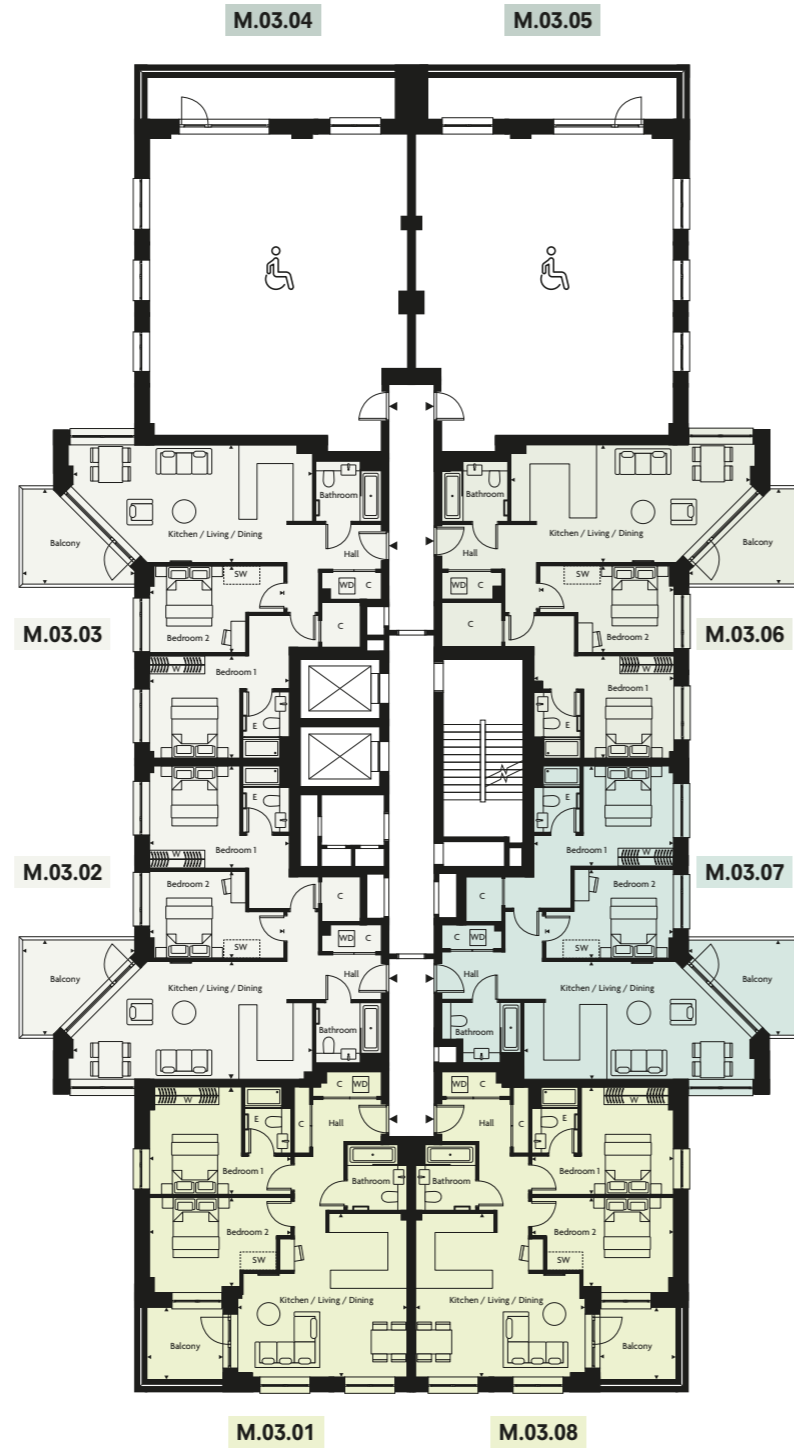 M.03.04 M.03.05
Bathroom Bathroom
Kitchen / Living / Dining Kitchen / Living / Dining
Balcony Hall Hall Balcony
SW WD C WD C SW
M.03.03 Bedroom 2 C C Bedroom 2 M.03.06
W Bedroom 1 Bedroom 1 W
E E
E E
M.03.02 W Bedroom 1 Bedroom 1 W M.03.07
Bedroom 2 C C Bedroom 2
SW WD C C WD SW
Balcony Hall Hall Balcony
Kitchen / Living / Dining Kitchen / Living / Dining
Bathroom Bathroom
C WD WD C
W W
E C Hall Hall C E
Bedroom 1 Bathroom Bathroom Bedroom 1
Bedroom 2 Bedroom 2
SW SW
Kitchen / Living / Dining Kitchen / Living / Dining
Balcony Balcony
M.03.01 M.03.08